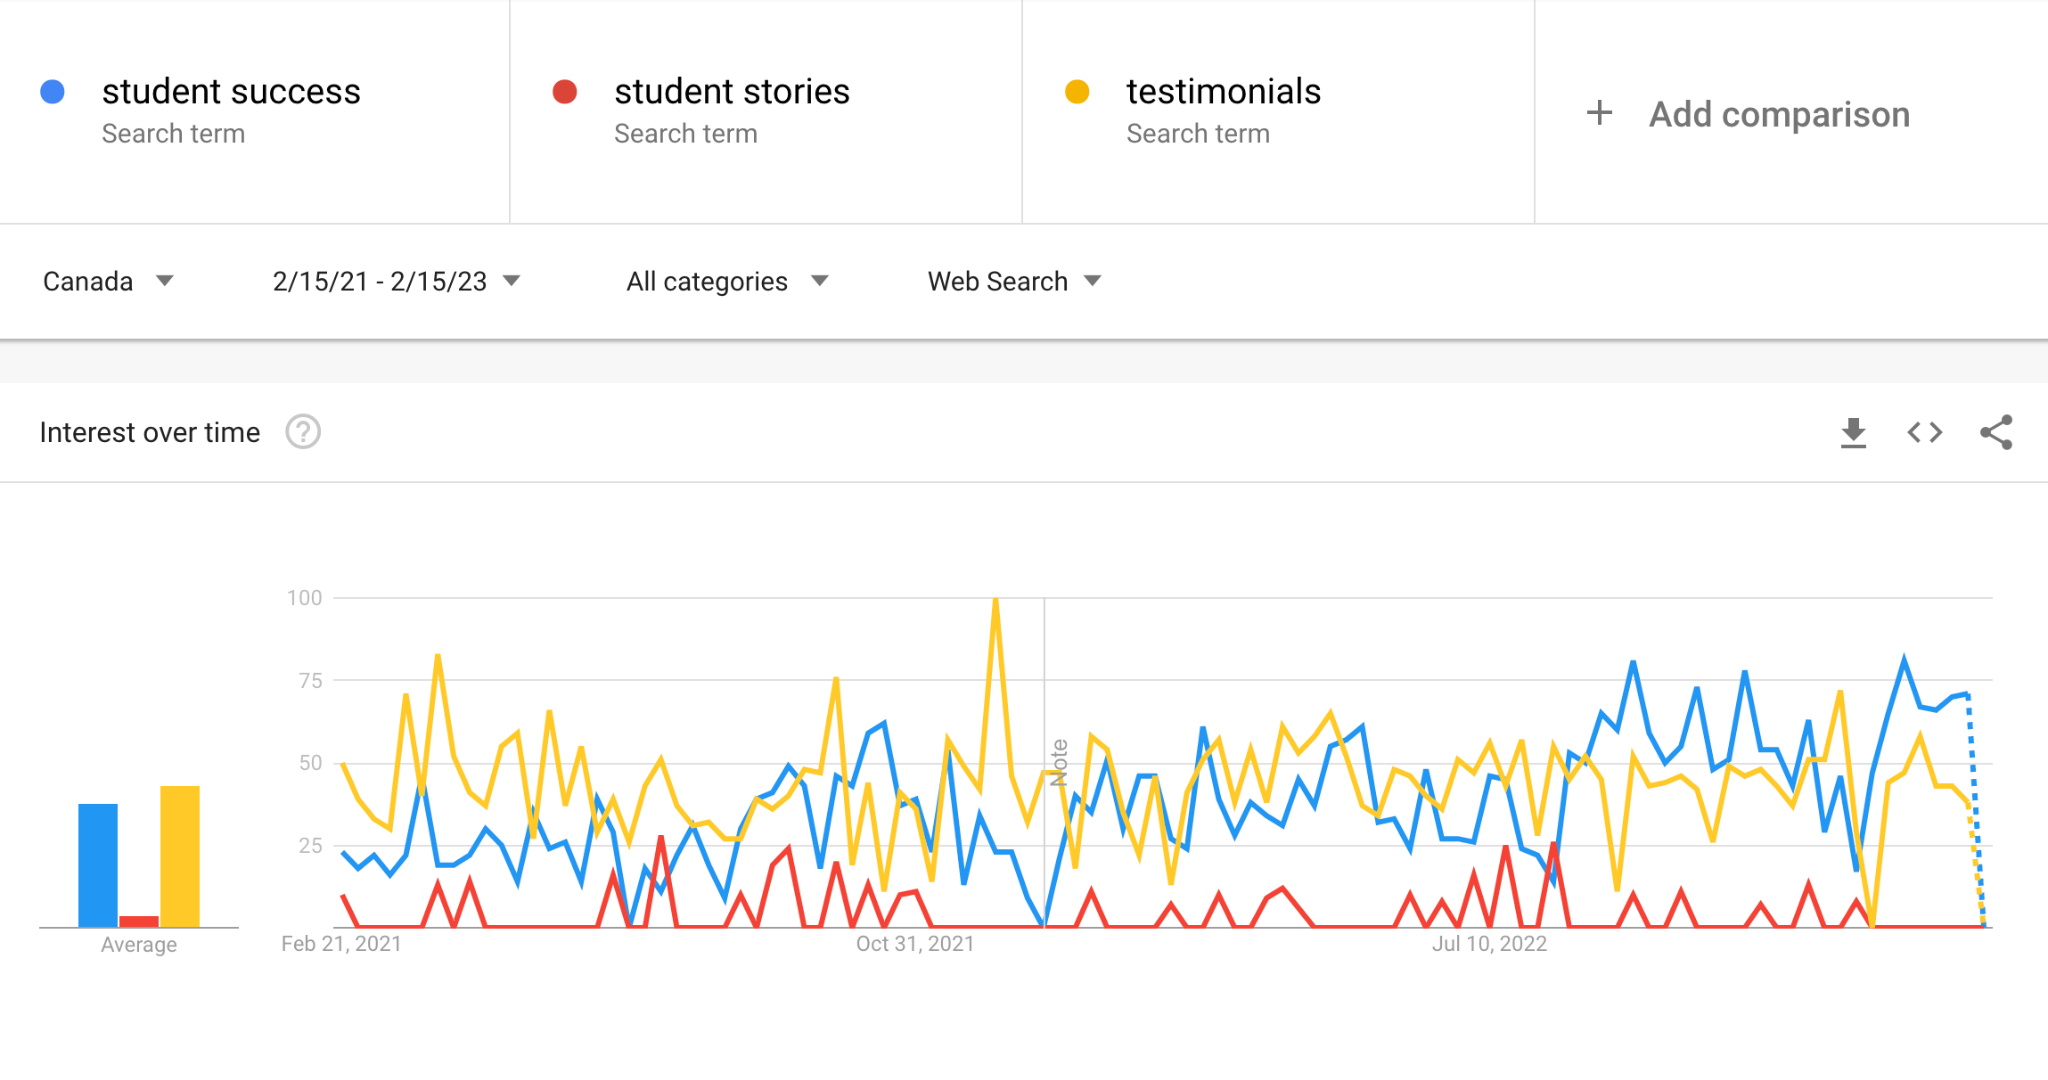 student success
Search term
student stories
Search term
testimonials
Search term
+ Add comparison
Canada
2/15/21 - 2/15/23
All categories
Web Search
Interest over time
?
100
75
50
25
Note
Average
Feb 21, 2021
Oct 31, 2021
Jul 10, 2022